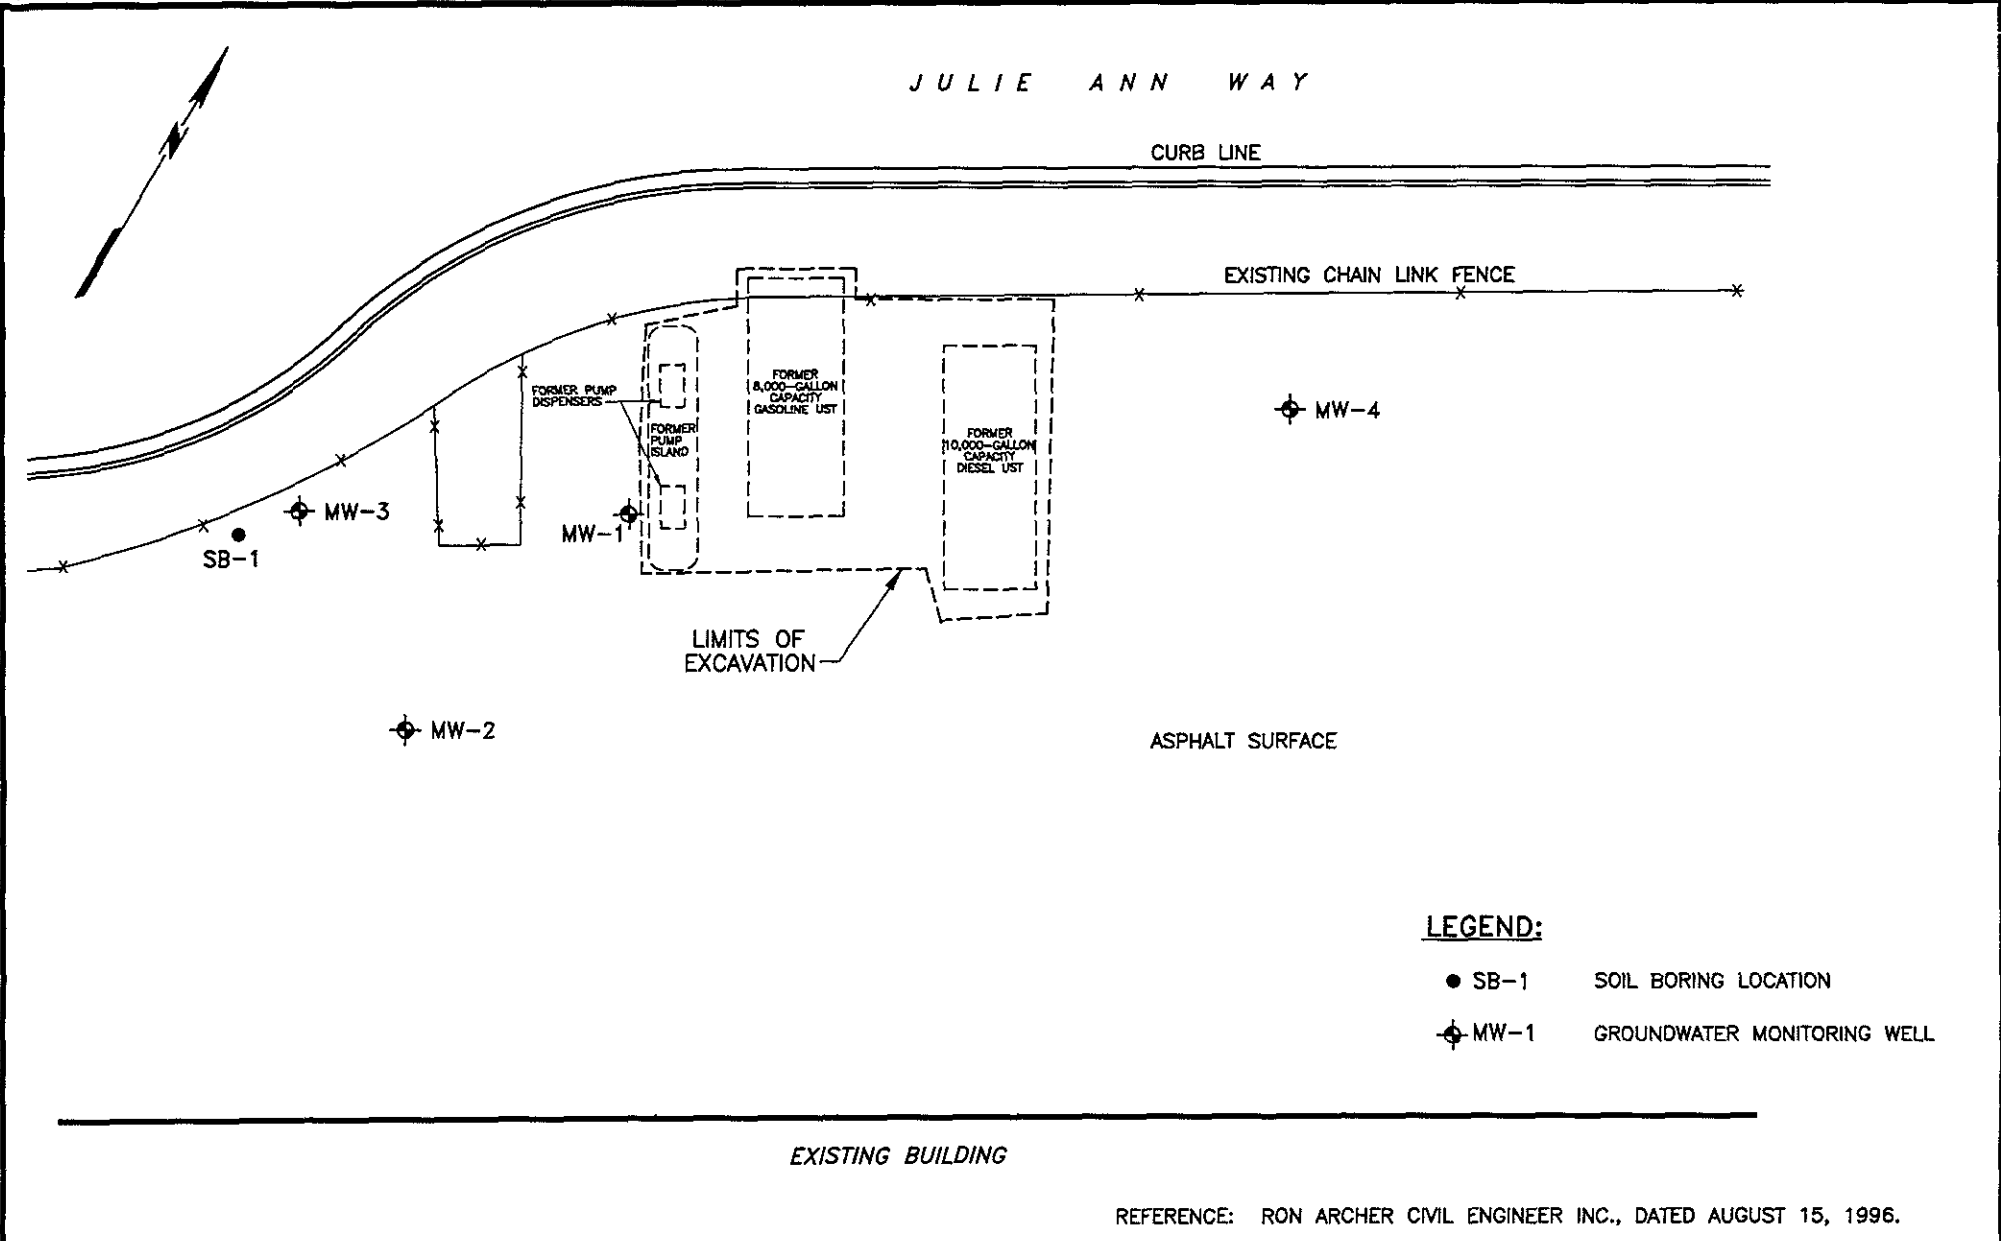 JULIE ANN WAY
CURB LINE
EXISTING CHAIN LINK FENCE
FORMER PUMP
DISPENSERS
FORMER
PUMP
ISLAND
FORMER
8,000-GALLON
CAPACITY
GASOLINE UST
FORMER
10,000-GALLON
CAPACITY
DIESEL UST
MW-4
MW-3
SB-1
MW-1
LIMITS OF
EXCAVATION
MW-2
ASPHALT SURFACE
LEGEND:
SB-1 SOIL BORING LOCATION
MW-1 GROUNDWATER MONITORING WELL
EXISTING BUILDING
REFERENCE: RON ARCHER CIVIL ENGINEER INC., DATED AUGUST 15, 1996.